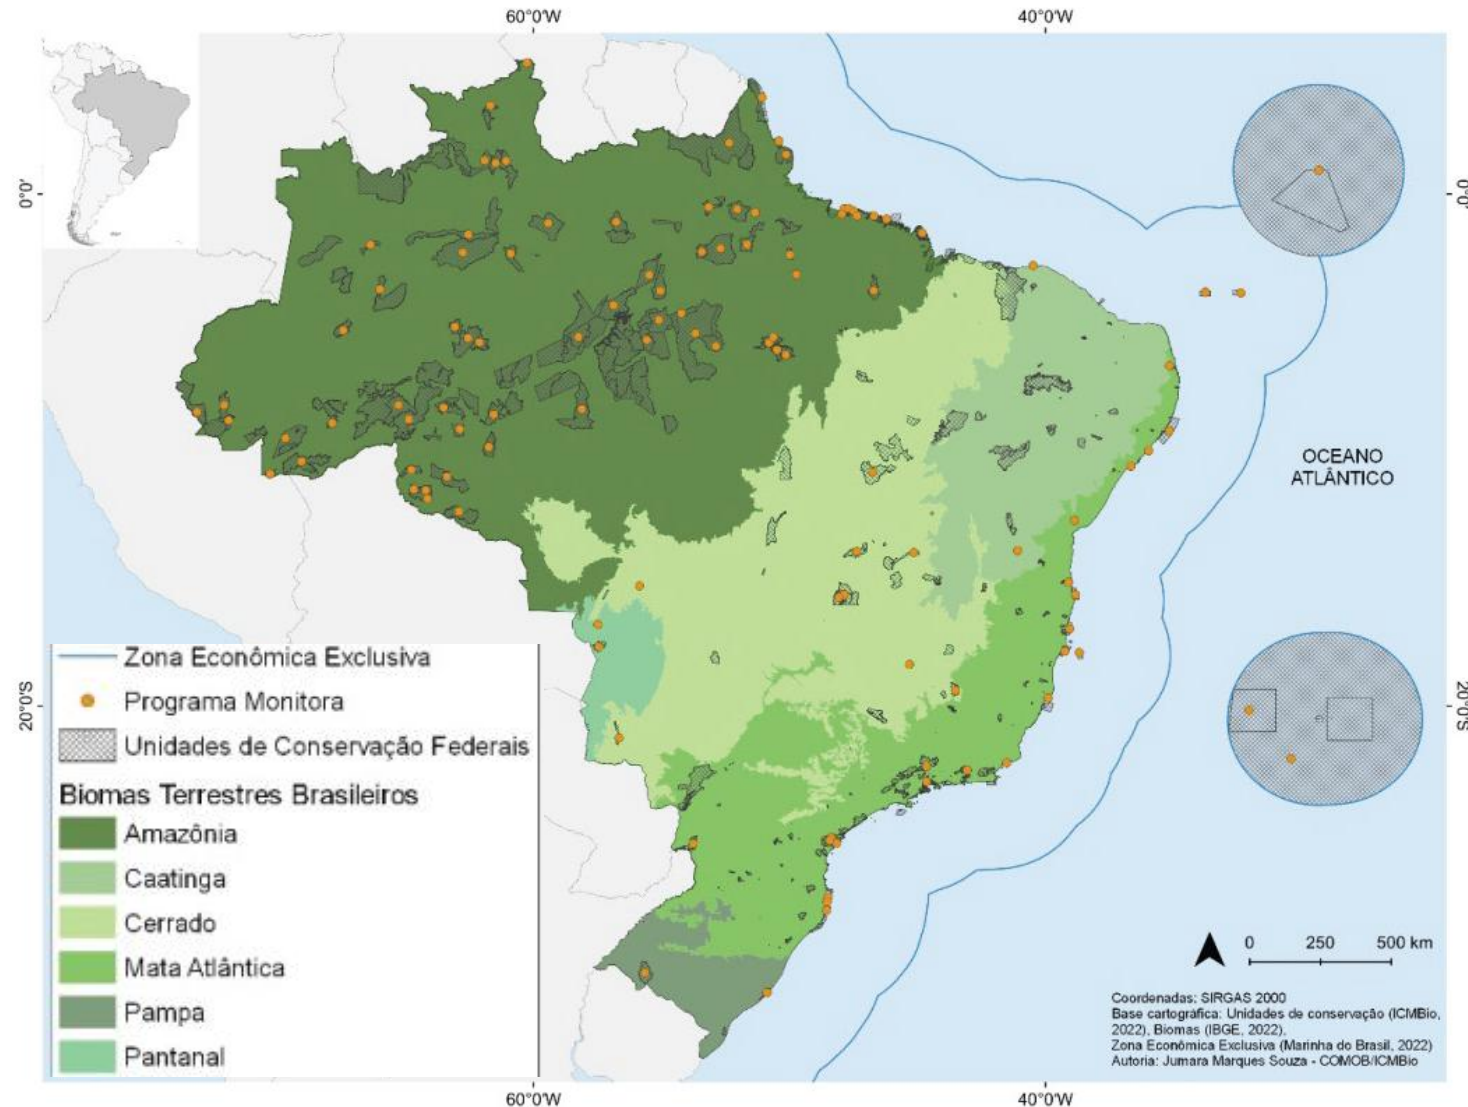 60°0'W
40°0'W
0°0'
0°0'
OCEANO
ATLÂNTICO
20°0'S
20°0'S
Zona Econômica Exclusiva
Programa Monitora
Unidades de Conservação Federais
Biomas Terrestres Brasileiros
Amazônia
Caatinga
Cerrado
Mata Atlântica
Pampa
Pantanal
0 250 500 km
Coordenadas: SIRGAS 2000
Base cartográfica: Unidades de conservação (ICMBio,
2022), Biomas (IBGE, 2022),
Zona Econômica Exclusiva (Marinha do Brasil, 2022)
Autoria: Jumara Marques Souza - COMOB/ICMBio
60°0'W
40°0'W